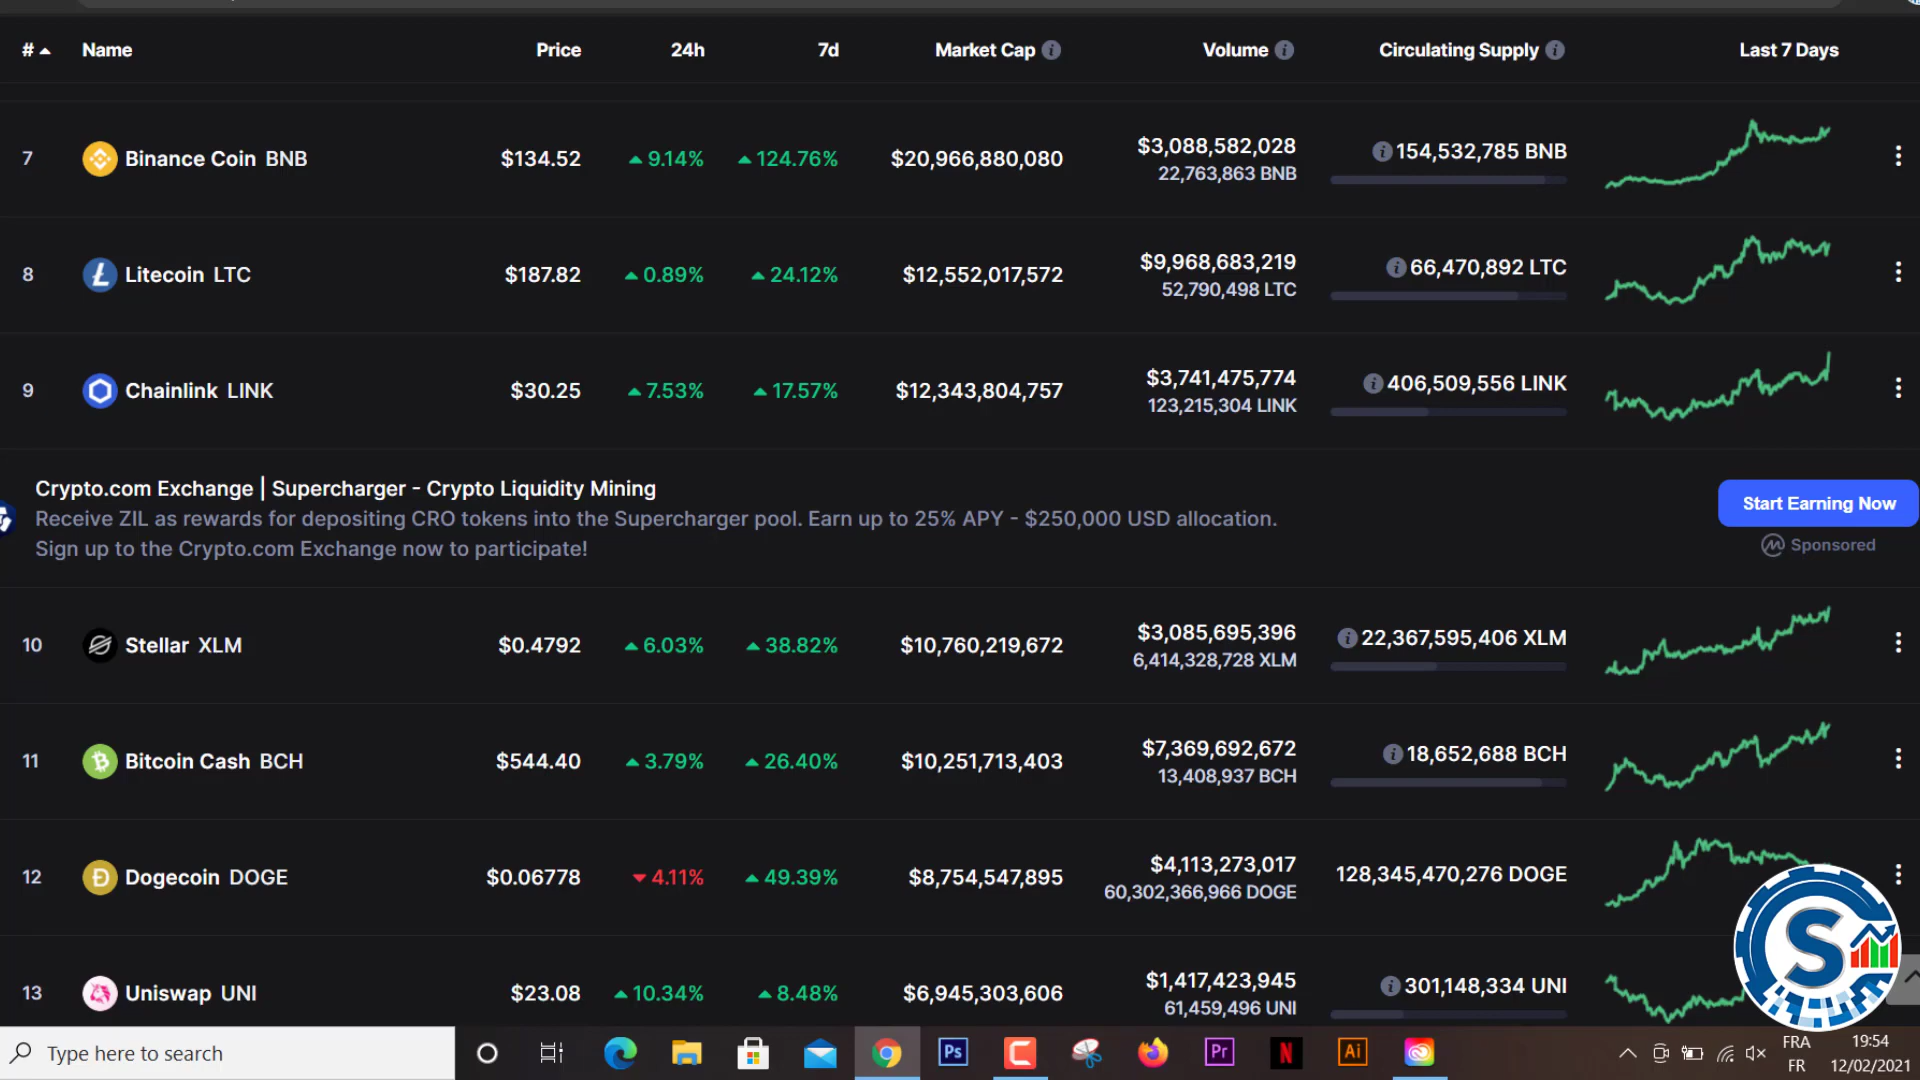 # Name Price 24h 7d Market Cap Volume Circulating Supply Last 7 Days
7 Binance Coin BNB $134.52 9.14% 124.76% $20,966,880,080 $3,088,582,028 154,532,785 BNB
22,763,863 BNB
8 Litecoin LTC $187.82 0.89% 24.12% $12,552,017,572 $9,968,683,219 66,470,892 LTC
52,790,498 LTC
9 Chainlink LINK $30.25 7.53% 17.57% $12,343,804,757 $3,741,475,774 406,509,556 LINK
123,215,304 LINK
Crypto.com Exchange | Supercharger - Crypto Liquidity Mining
Receive ZIL as rewards for depositing CRO tokens into the Supercharger pool. Earn up to 25% APY - $250,000 USD allocation.
Sign up to the Crypto.com Exchange now to participate!
Start Earning Now
Sponsored
10 Stellar XLM $0.4792 6.03% 38.82% $10,760,219,672 $3,085,695,396 22,367,595,406 XLM
6,414,328,728 XLM
11 Bitcoin Cash BCH $544.40 3.79% 26.40% $10,251,713,403 $7,369,692,672 18,652,688 BCH
13,408,937 BCH
12 Dogecoin DOGE $0.06778 4.11% 49.39% $8,754,547,895 $4,113,273,017 128,345,470,276 DOGE
60,302,366,966 DOGE
13 Uniswap UNI $23.08 10.34% 8.48% $6,945,303,606 $1,417,423,945 301,148,334 UNI
61,459,496 UNI
S
Type here to search
Ps
Pr
N
Ai
FRA
FR
19:54
12/02/2021